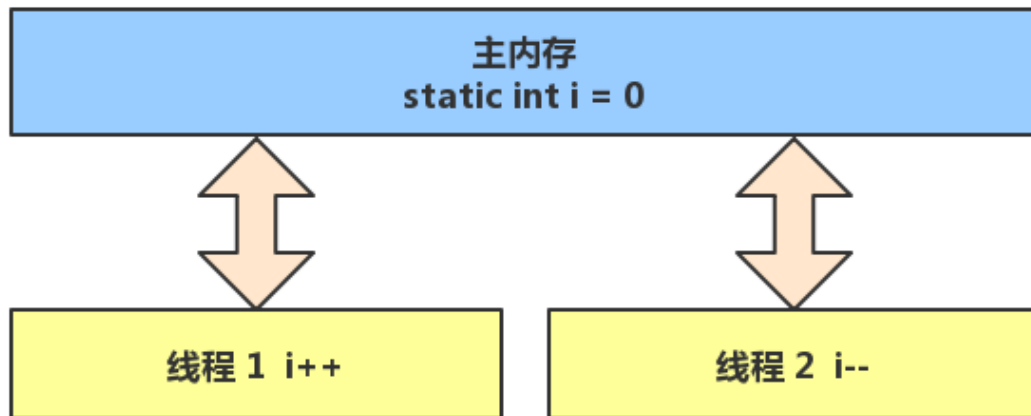 主内存
static int i = 0
线程 1 i++
线程 2 i--